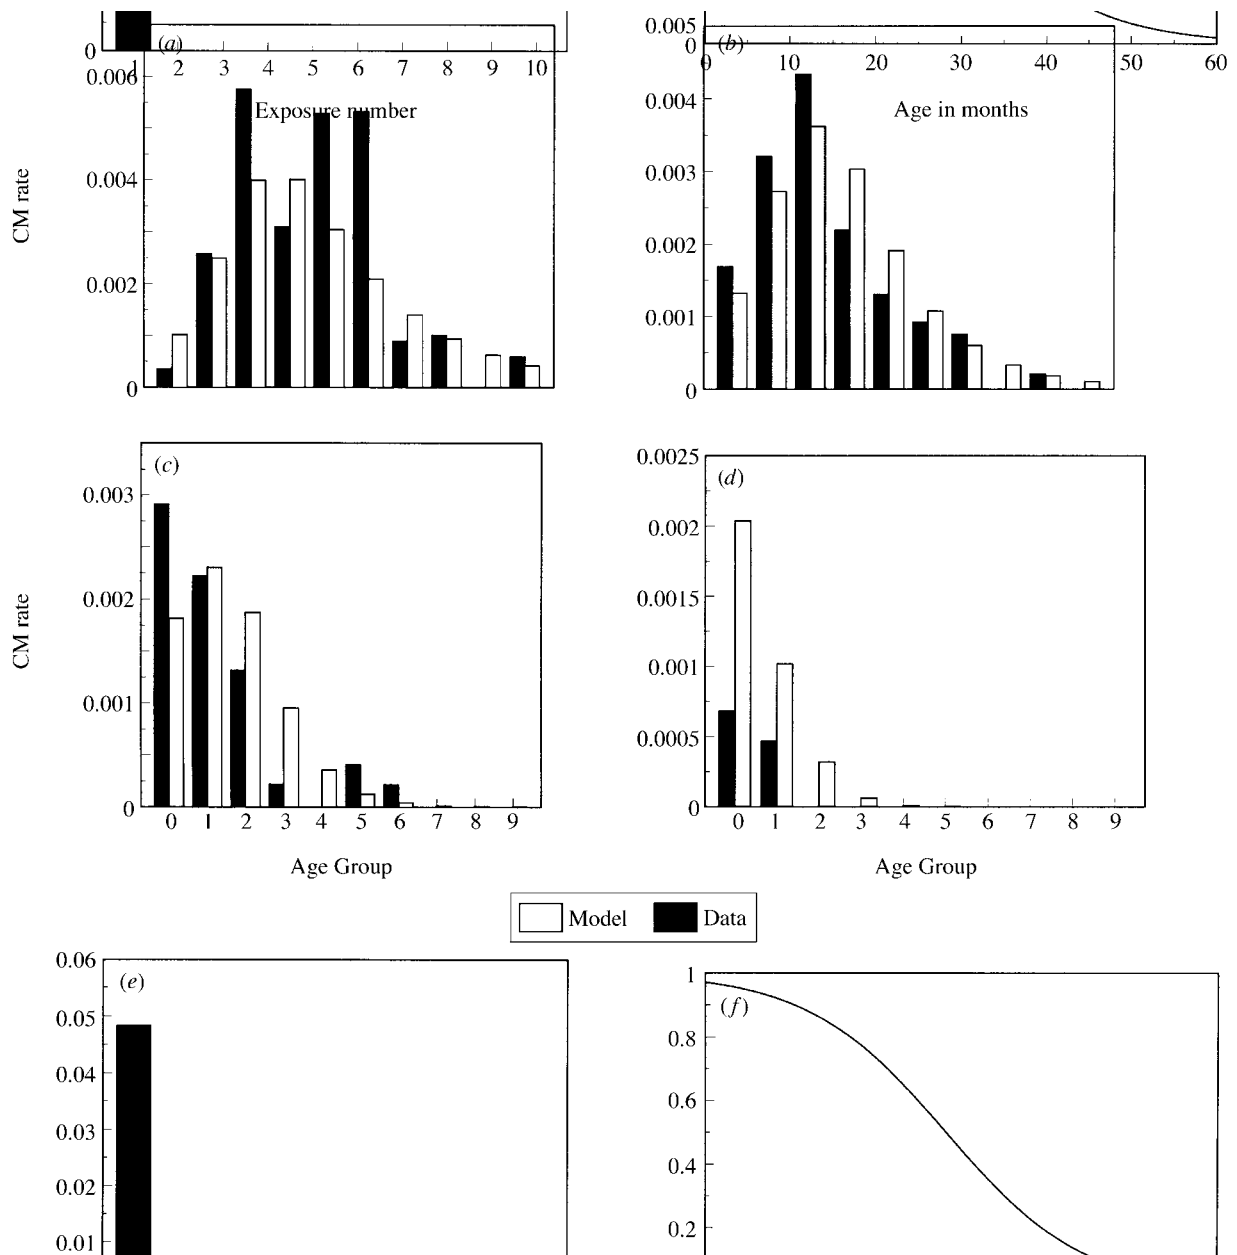 0.005
0 (a) 0 (b)
1 2 3 4 5 6 7 8 9 10
0 10 20 30 40 50 60
Exposure number
Age in months
0.006
0.004
0.002
0
CM rate
0.004
0.003
0.002
0.001
0
(c)
0.003
0.002
0.001
0
CM rate
0 1 2 3 4 5 6 7 8 9
Age Group
(d)
0.0025
0.002
0.0015
0.001
0.0005
0
0 1 2 3 4 5 6 7 8 9
Age Group
Model Data
(e)
0.06
0.05
0.04
0.03
0.02
0.01
(f)
1
0.8
0.6
0.4
0.2